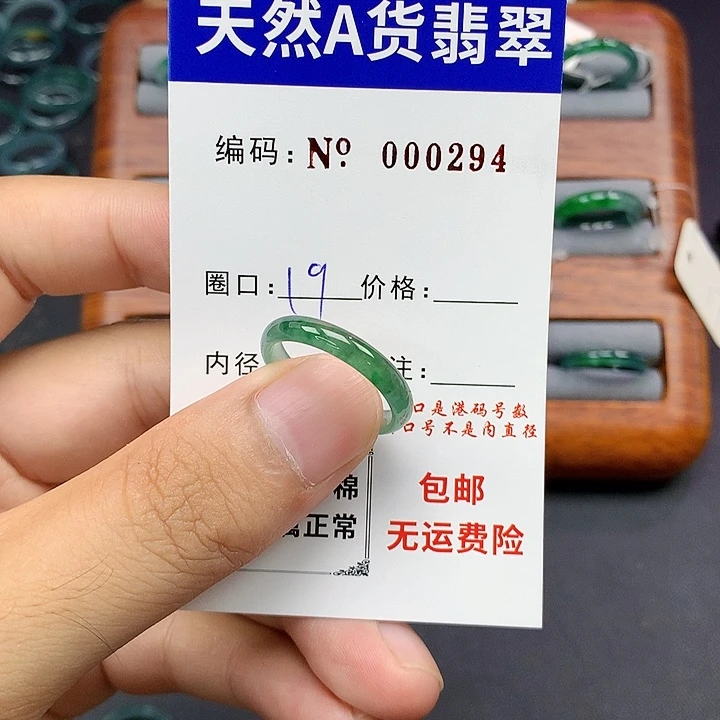 天然A货翡翠
编码: Nº 000294
圈口: 19 价格:
内径 注:
口是港码号数
口号不是内直径
棉
正常
包邮
无运费险